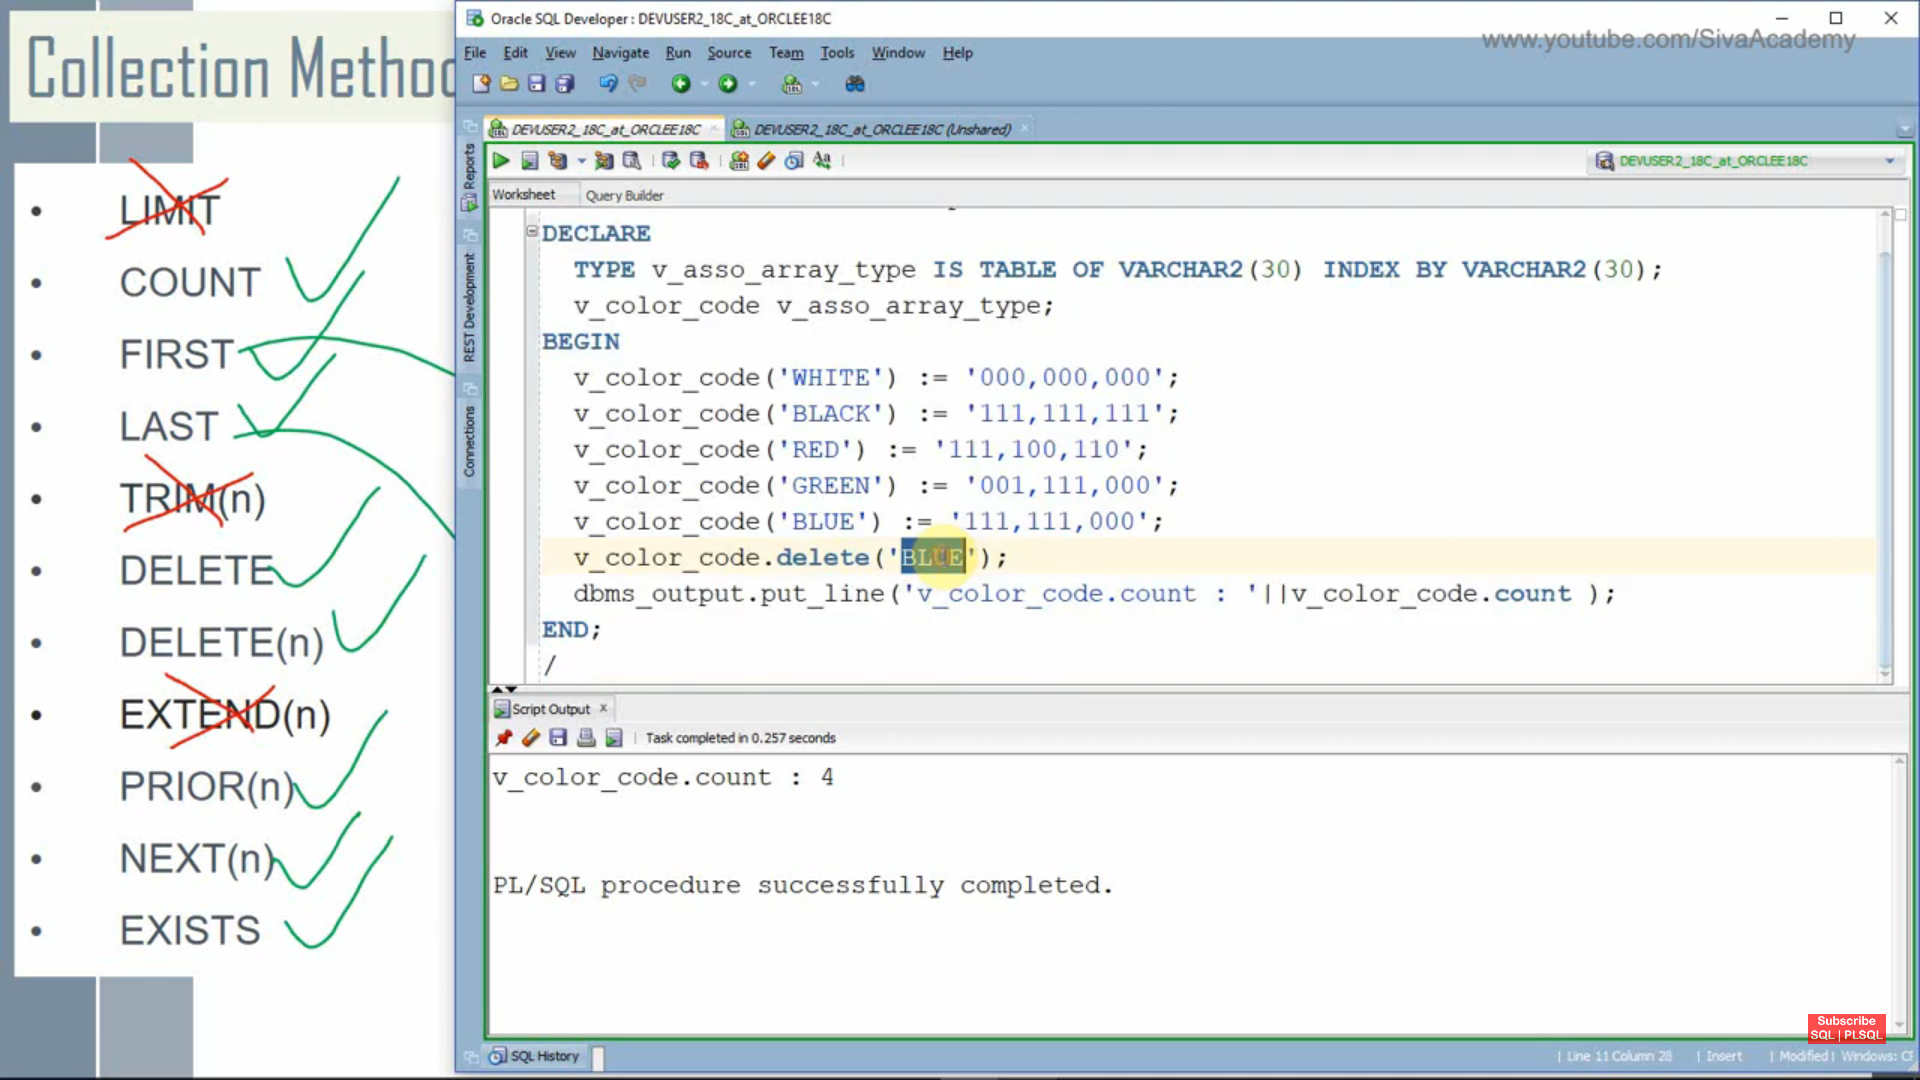 Collection Metho
LIMIT
COUNT
FIRST
LAST
TRIM(n)
DELETE
DELETE(n)
EXTEND(n)
PRIOR(n)
NEXT(n)
EXISTS
Oracle SQL Developer : DEVUSER2_18C_at_ORCLEE18C
www.youtube.com/SivaAcademy
File Edit View Navigate Run Source Team Tools Window Help
DEVUSER2_18C_at_ORCLEE18C DEVUSER2_18C_at_ORCLEE18C (Unshared)
Reports
REST Development
Connections
DEVUSER2_18C_at_ORCLEE18C
Worksheet Query Builder
DECLARE
TYPE v_asso_array_type IS TABLE OF VARCHAR2(30) INDEX BY VARCHAR2(30);
v_color_code v_asso_array_type;
BEGIN
v_color_code('WHITE') := '000,000,000';
v_color_code('BLACK') := '111,111,111';
v_color_code('RED') := '111,100,110';
v_color_code('GREEN') := '001,111,000';
v_color_code('BLUE') := '111,111,000';
v_color_code.delete('BLUE');
dbms_output.put_line('v_color_code.count : '||v_color_code.count );
END;
/
Script Output
Task completed in 0.257 seconds
v_color_code.count : 4
PL/SQL procedure successfully completed.
Subscribe
SQL | PLSQL
SQL History
Line 11 Column 28 | Insert | Modified | Windows: